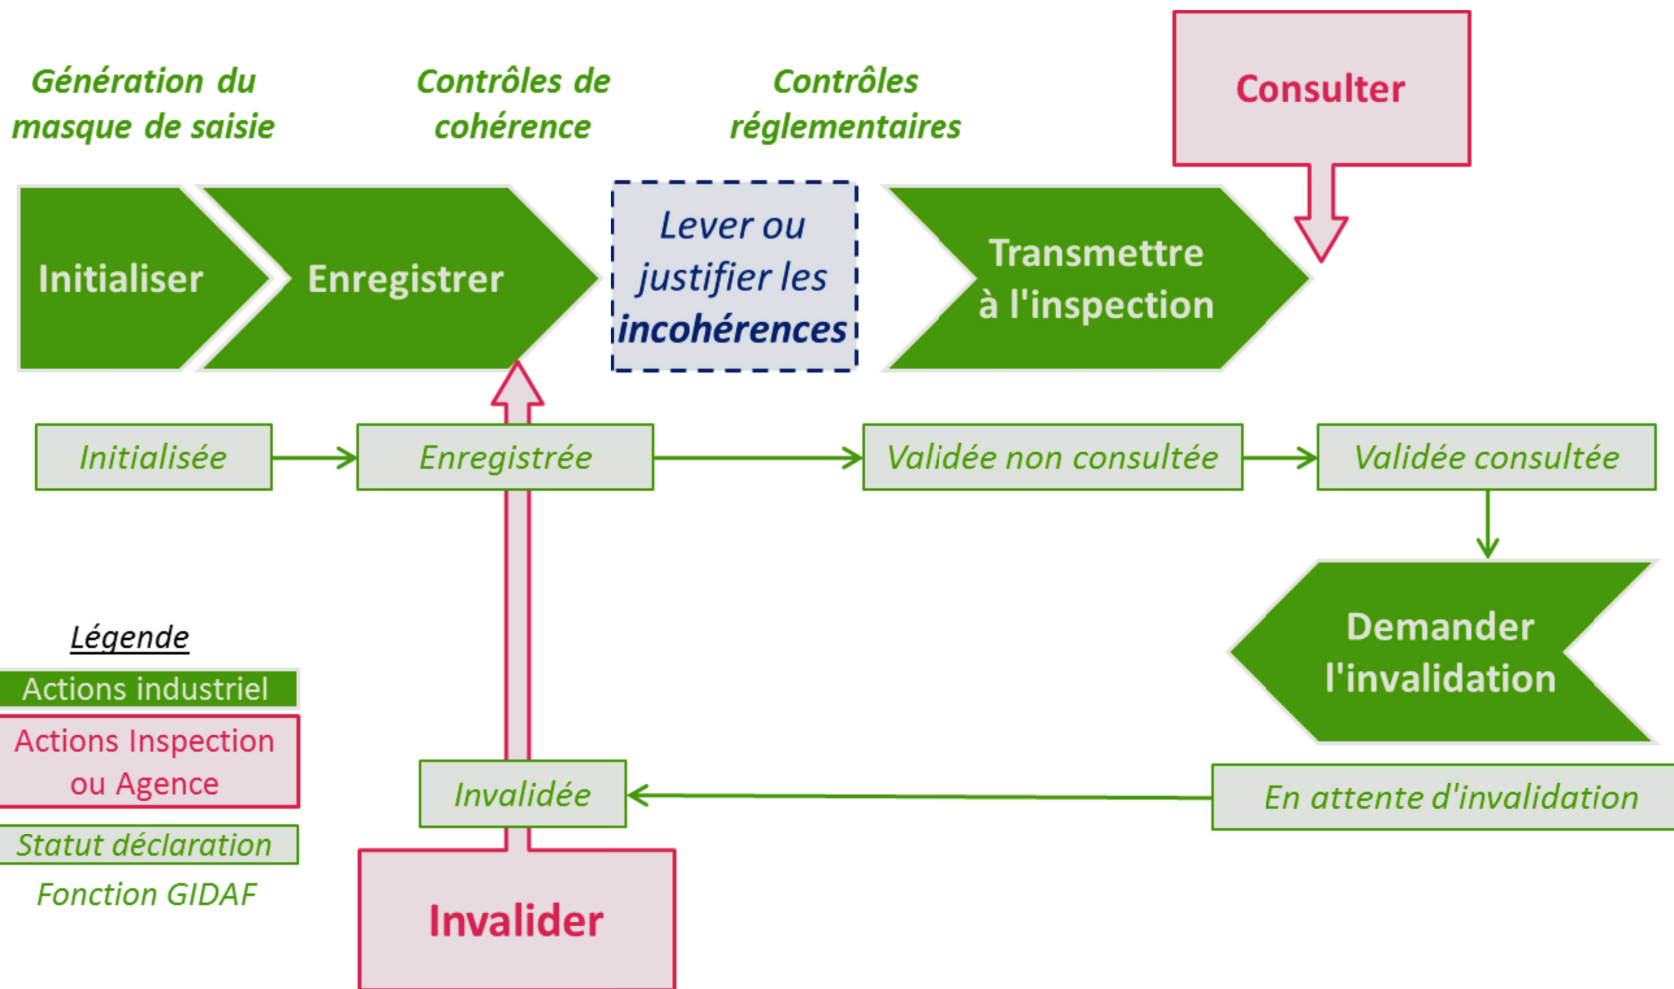 Génération du
masque de saisie
Contrôles de
cohérence
Contrôles
réglementaires
Consulter
Initialiser
Enregistrer
Lever ou
justifier les
incohérences
Transmettre
à l'inspection
Initialisée
Enregistrée
Validée non consultée
Validée consultée
Demander
l'invalidation
Légende
Actions industriel
Actions Inspection
ou Agence
Statut déclaration
Fonction GIDAF
Invalidée
En attente d'invalidation
Invalider